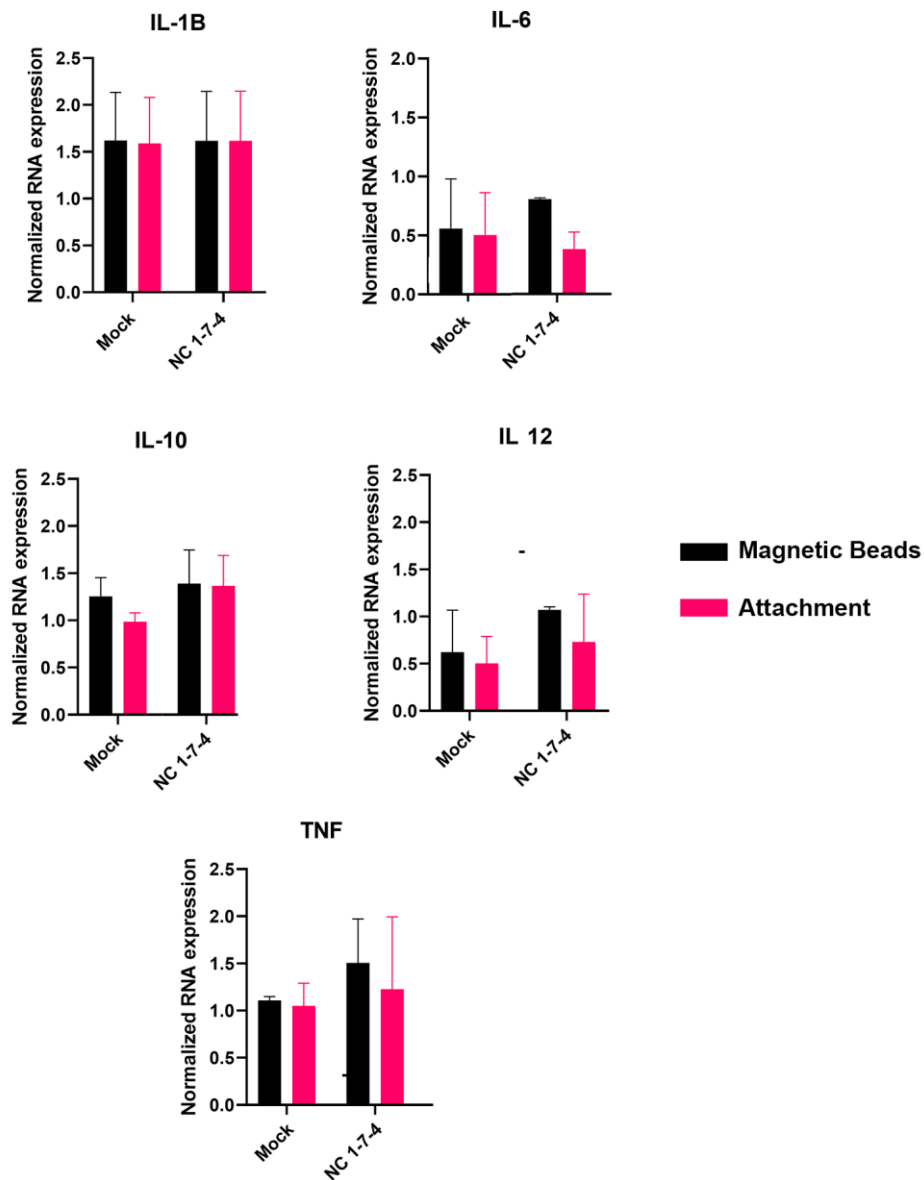 IL-1B
Normalized RNA expression
2.5
2.0
1.5
1.0
0.5
0.0
Mock
NC 1-7-4
IL-6
Normalized RNA expression
2.0
1.5
1.0
0.5
0.0
Mock
NC 1-7-4
IL-10
Normalized RNA expression
2.5
2.0
1.5
1.0
0.5
0.0
Mock
NC 1-7-4
IL 12
Normalized RNA expression
2.5
2.0
1.5
1.0
0.5
0.0
Mock
NC 1-7-4
Magnetic Beads
Attachment
TNF
Normalized RNA expression
2.5
2.0
1.5
1.0
0.5
0.0
Mock
NC 1-7-4